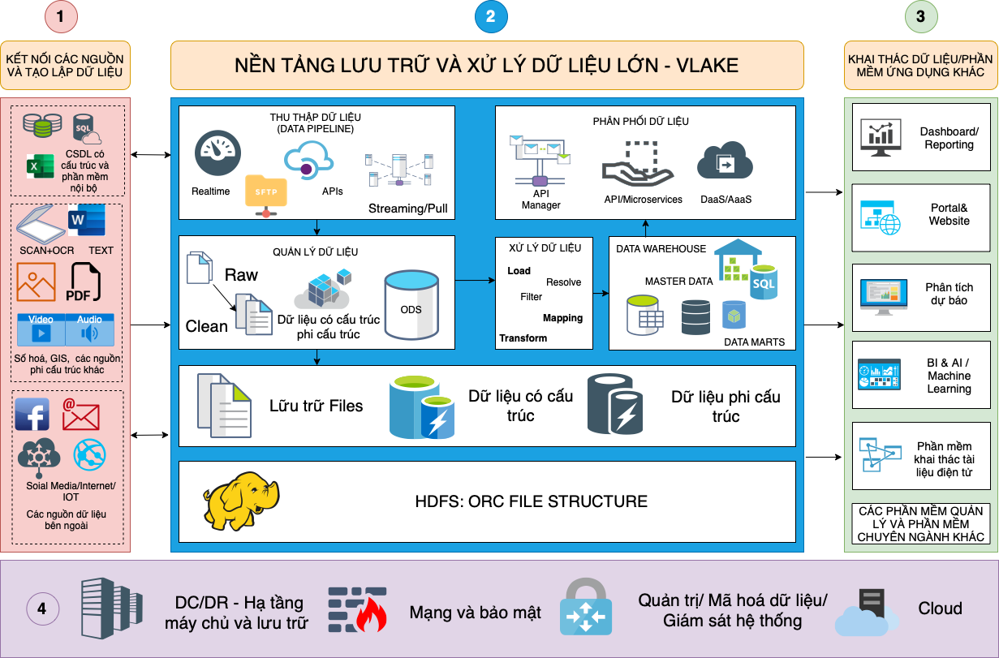 1
2
3
KẾT NỐI CÁC NGUỒN
VÀ TẠO LẬP DỮ LIỆU
NỀN TẢNG LƯU TRỮ VÀ XỬ LÝ DỮ LIỆU LỚN - VLAKE
KHAI THÁC DỮ LIỆU/PHẦN
MỀM ỨNG DỤNG KHÁC
SQL
X
CSDL có
cấu trúc và
phần mềm
nội bộ
W
SCAN+OCR
TEXT
PDF
Video
Audio
Số hoá, GIS, các nguồn
phi cấu trúc khác
f
@
Soial Media/Internet/
IOT
Các nguồn dữ liệu
bên ngoài
THU THẬP DỮ LIỆU
(DATA PIPELINE)
Realtime
SFTP
APIs
Streaming/Pull
PHÂN PHỐI DỮ LIỆU
API
Manager
API/Microservices
DaaS/AaaS
QUẢN LÝ DỮ LIỆU
Raw
Clean
Dữ liệu có cấu trúc
phi cấu trúc
ODS
XỬ LÝ DỮ LIỆU
Load
Resolve
Filter
Mapping
Transform
DATA WAREHOUSE
SQL
MASTER DATA
DATA MARTS
Lưu trữ Files
Dữ liệu có cấu
trúc
Dữ liệu phi cấu
trúc
HDFS: ORC FILE STRUCTURE
Dashboard/
Reporting
Portal&
Website
Phân tích
dự báo
BI & AI /
Machine
Learning
Phần mềm
khai thác tài
liệu diện tử
CÁC PHẦN MỀM QUẢN
LÝ VÀ PHẦN MỀM
CHUYÊN NGÀNH KHÁC
4
DC/DR - Hạ tầng
máy chủ và lưu trữ
Mạng và bảo mật
Quản trị/ Mã hoá dữ liệu/
Giám sát hệ thống
Cloud